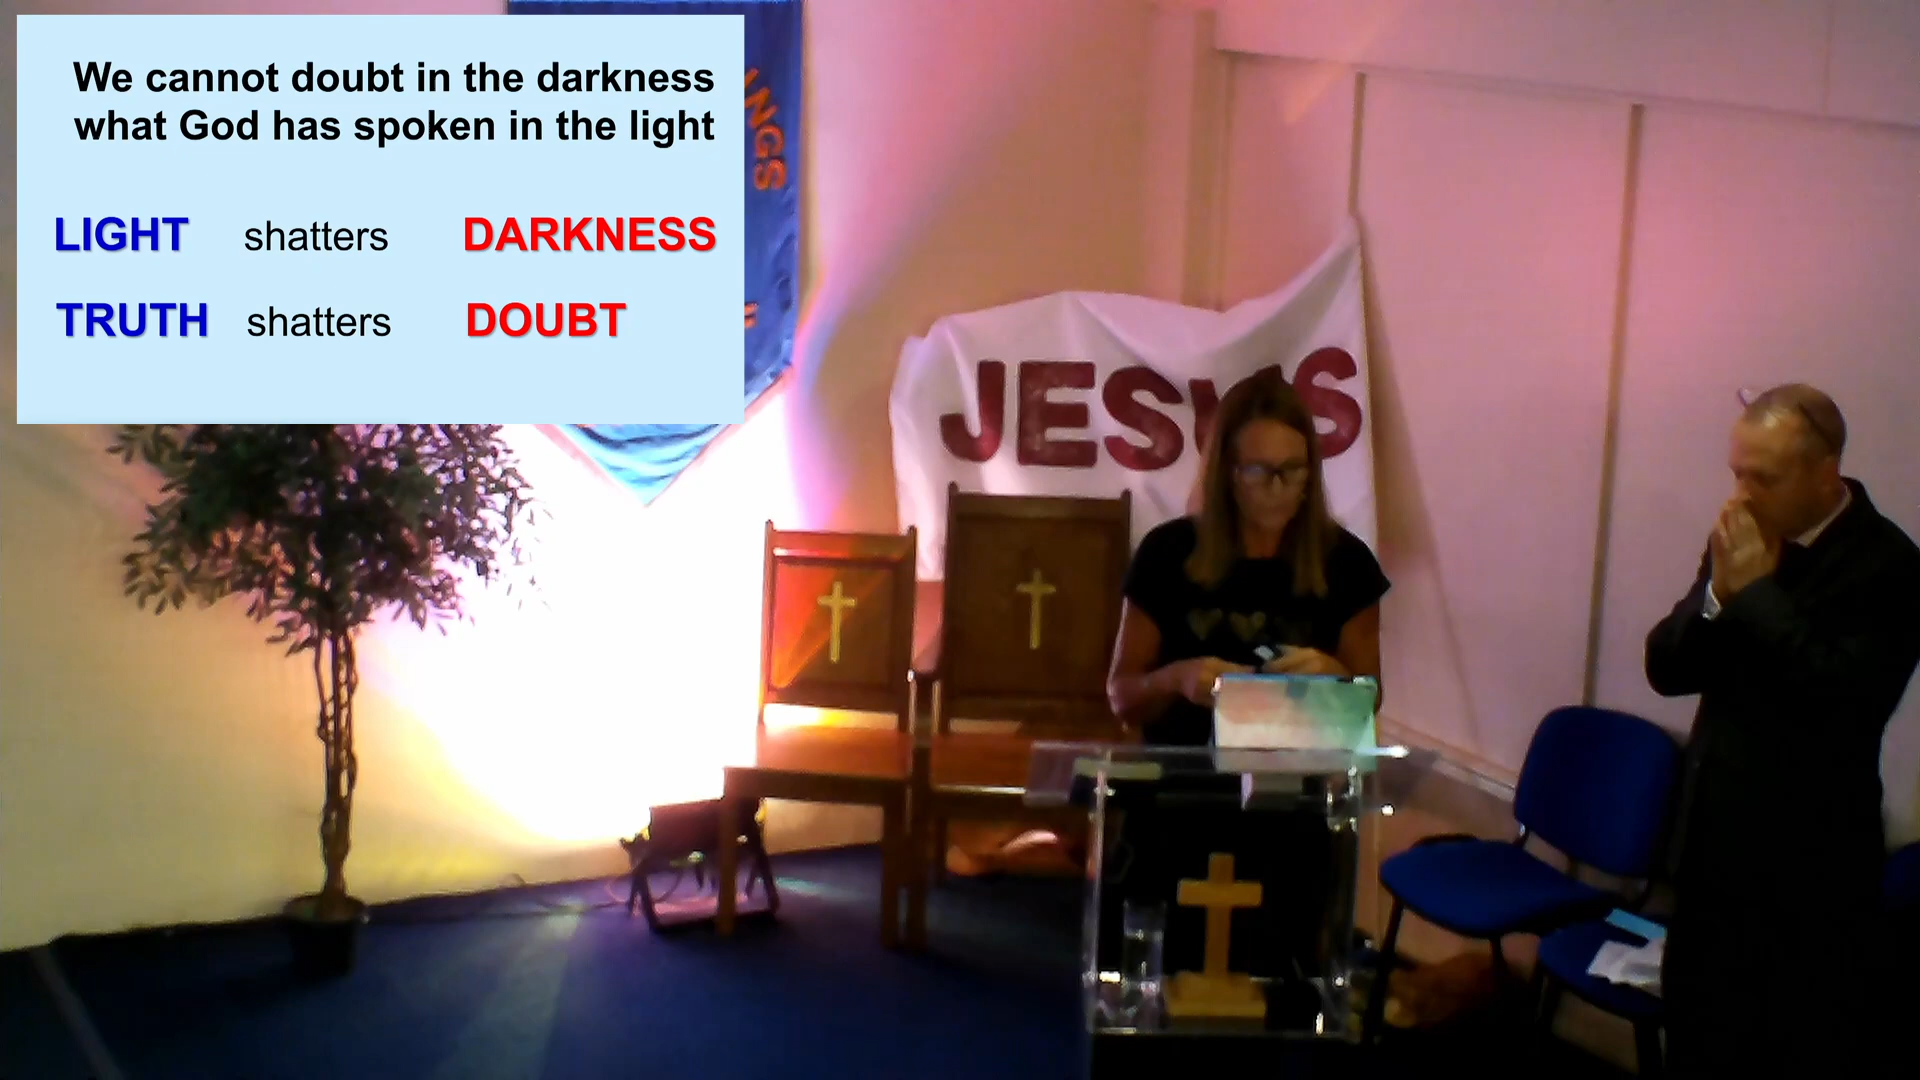 We cannot doubt in the darkness
what God has spoken in the light
LIGHT shatters DARKNESS
TRUTH shatters DOUBT
JESUS